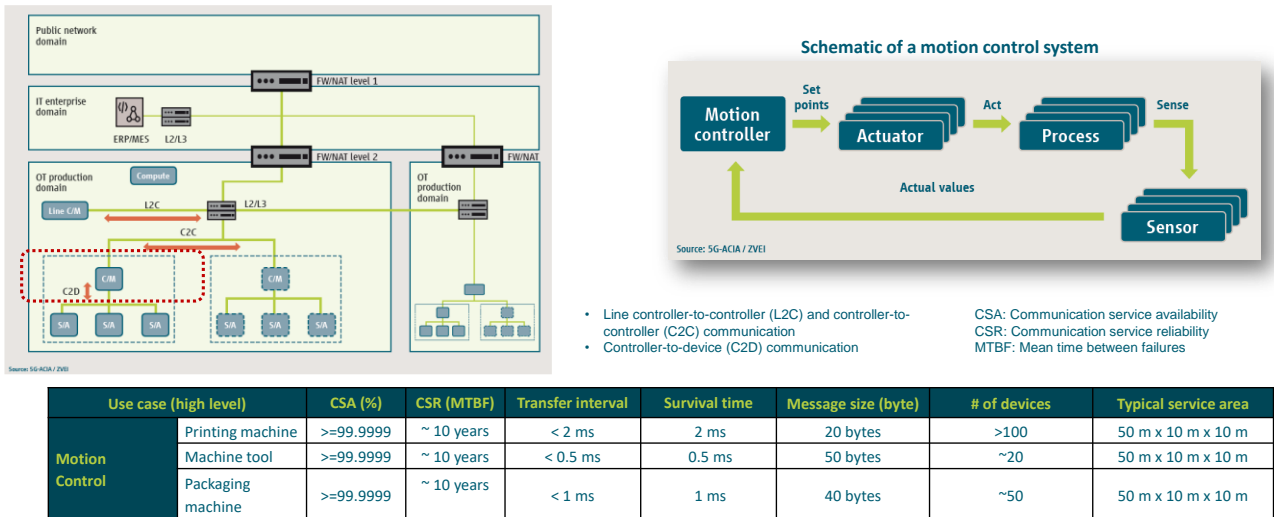 Public network
domain
FW/NAT level 1
IT enterprise
domain
ERP/MES
L2/L3
FW/NAT level 2
FW/NAT
OT production
domain
Compute
Line C/M
L2C
L2/L3
C2C
C/M
C/M
C2D
S/A
S/A
S/A
S/A
S/A
S/A
OT
production
domain
Source: 5G-ACIA / ZVEI
Schematic of a motion control system
Motion
controller
Set
points
Actuator
Act
Process
Sense
Actual values
Sensor
Source: 5G-ACIA / ZVEI
• Line controller-to-controller (L2C) and controller-to-
controller (C2C) communication
• Controller-to-device (C2D) communication
CSA: Communication service availability
CSR: Communication service reliability
MTBF: Mean time between failures
Use case (high level) CSA (%) CSR (MTBF) Transfer interval Survival time Message size (byte) # of devices Typical service area
Motion
Control
Printing machine >=99.9999 ~ 10 years < 2 ms 2 ms 20 bytes >100 50 m x 10 m x 10 m
Machine tool >=99.9999 ~ 10 years < 0.5 ms 0.5 ms 50 bytes ~20 50 m x 10 m x 10 m
Packaging
machine >=99.9999 ~ 10 years < 1 ms 1 ms 40 bytes ~50 50 m x 10 m x 10 m